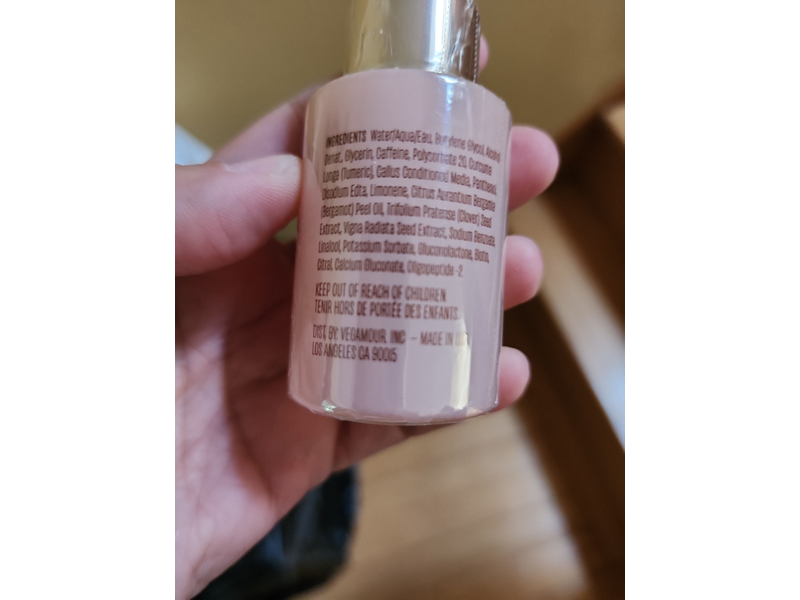 INGREDIENTS Water/Aqua/Eau, Butylene Glycol, Alcohol
Denat, Glycerin, Caffeine, Polysorbate 20, Curcuma
Longa (Tumeric), Callus Conditioned Media, Panthenol,
Disodium Edta, Limonene, Citrus Aurantium Bergamia
(Bergamot) Peel Oil, Trifolium Pratense (Clover) Seed
Extract, Vigna Radiata Seed Extract, Sodium Benzoate,
Linalool, Potassium Sorbate, Gluconolactone, Biotin,
Citral, Calcium Gluconate, Oligopeptide -2.
KEEP OUT OF REACH OF CHILDREN
TENIR HORS DE PORTÉE DES ENFANTS.
DIST. BY: VEGAMOUR, INC – MADE IN
LOS ANGELES CA 90015